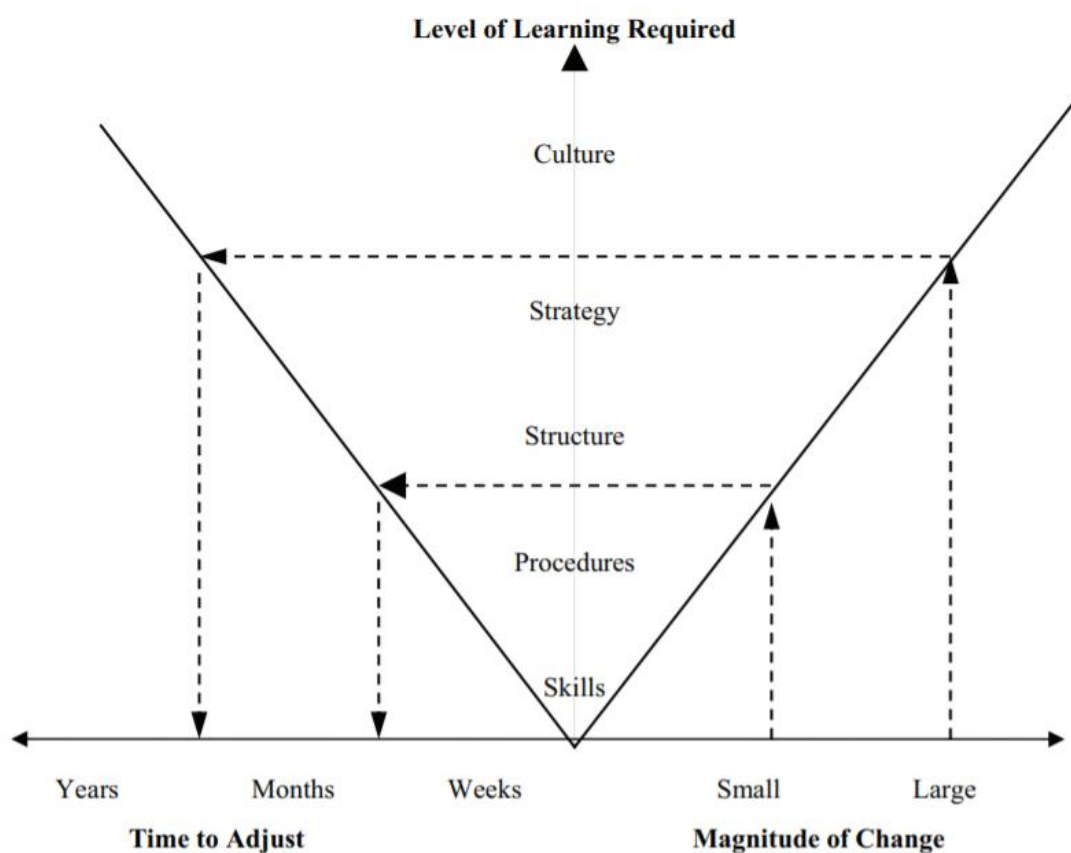 Level of Learning Required
Culture
Strategy
Structure
Procedures
Skills
Years Months Weeks Small Large
Time to Adjust Magnitude of Change